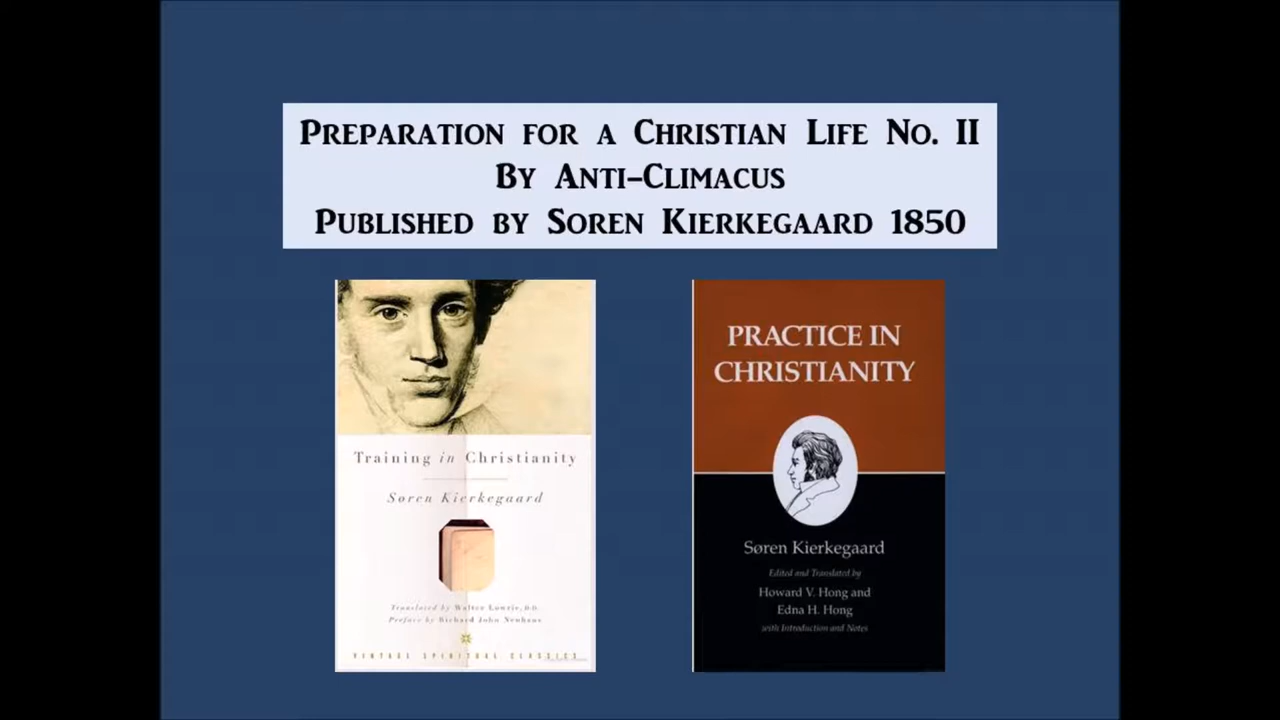 Preparation for a Christian Life No. II
By Anti-Climacus
Published by Soren Kierkegaard 1850
Training in Christianity
Søren Kierkegaard
Translated by Walter Lowrie, D.D.
Preface by Richard John Neuhaus
VINTAGE SPIRITUAL CLASSICS
PRACTICE IN
CHRISTIANITY
Søren Kierkegaard
Edited and Translated by
Howard V. Hong and
Edna H. Hong
with Introduction and Notes